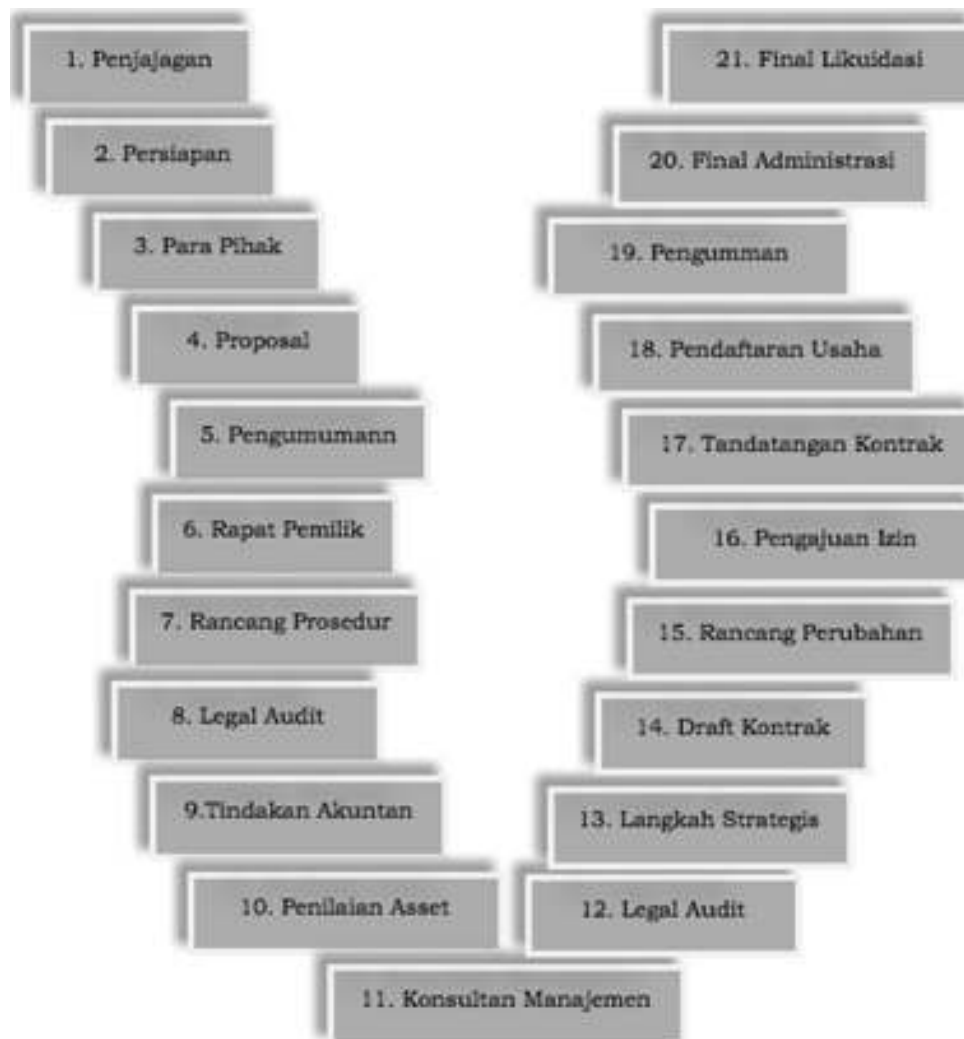 1. Penjajagan
2. Persiapan
3. Para Pihak
4. Proposal
5. Pengumumann
6. Rapat Pemilik
7. Rancang Prosedur
8. Legal Audit
9.Tindakan Akuntan
10. Penilaian Asset
11. Konsultan Manajemen
12. Legal Audit
13. Langkah Strategis
14. Draft Kontrak
15. Rancang Perubahan
16. Pengajuan Izin
17. Tandatangan Kontrak
18. Pendaftaran Usaha
19. Pengumman
20. Final Administrasi
21. Final Likuidasi